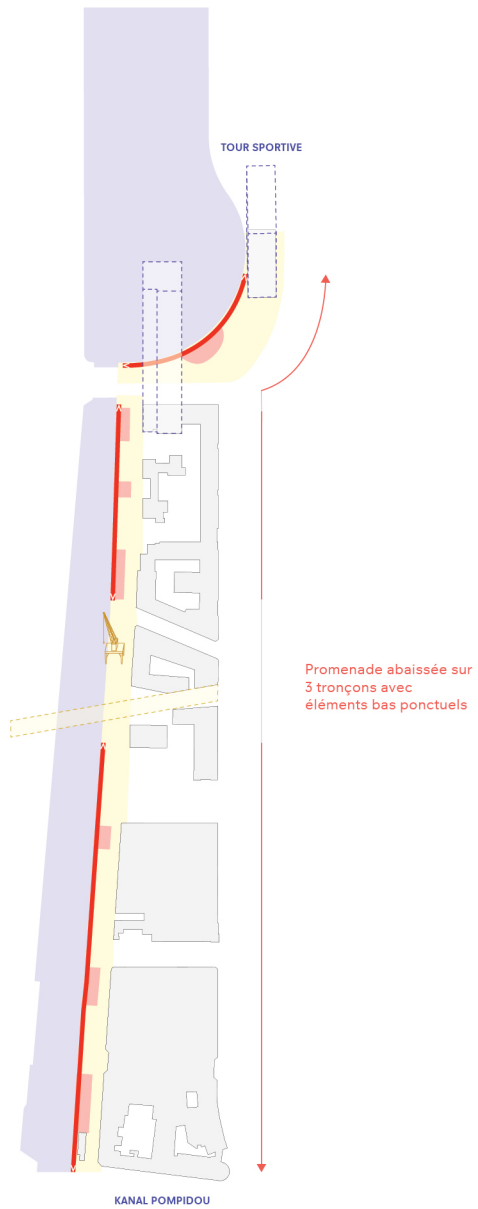 TOUR SPORTIVE
Promenade abaissée sur
3 tronçons avec
éléments bas ponctuels
KANAL POMPIDOU